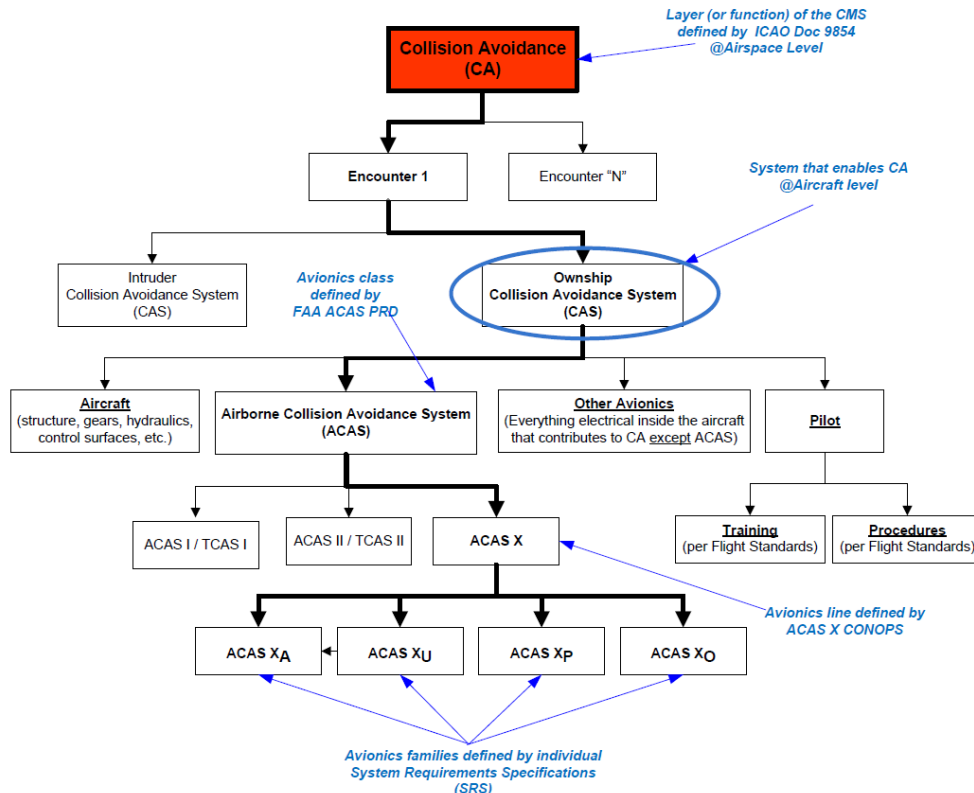 Layer (or function) of the CMS
defined by ICAO Doc 9854
@Airspace Level
Collision Avoidance
(CA)
Encounter 1
Encounter “N”
System that enables CA
@Aircraft level
Intruder
Collision Avoidance System
(CAS)
Avionics class
defined by
FAA ACAS PRD
Ownship
Collision Avoidance System
(CAS)
Aircraft
(structure, gears, hydraulics,
control surfaces, etc.)
Airborne Collision Avoidance System
(ACAS)
Other Avionics
(Everything electrical inside the aircraft
that contributes to CA except ACAS)
Pilot
ACAS I / TCAS I
ACAS II / TCAS II
ACAS X
Training
(per Flight Standards)
Procedures
(per Flight Standards)
Avionics line defined by
ACAS X CONOPS
ACAS XA
ACAS XU
ACAS XP
ACAS XO
Avionics families defined by individual
System Requirements Specifications
(SRS)